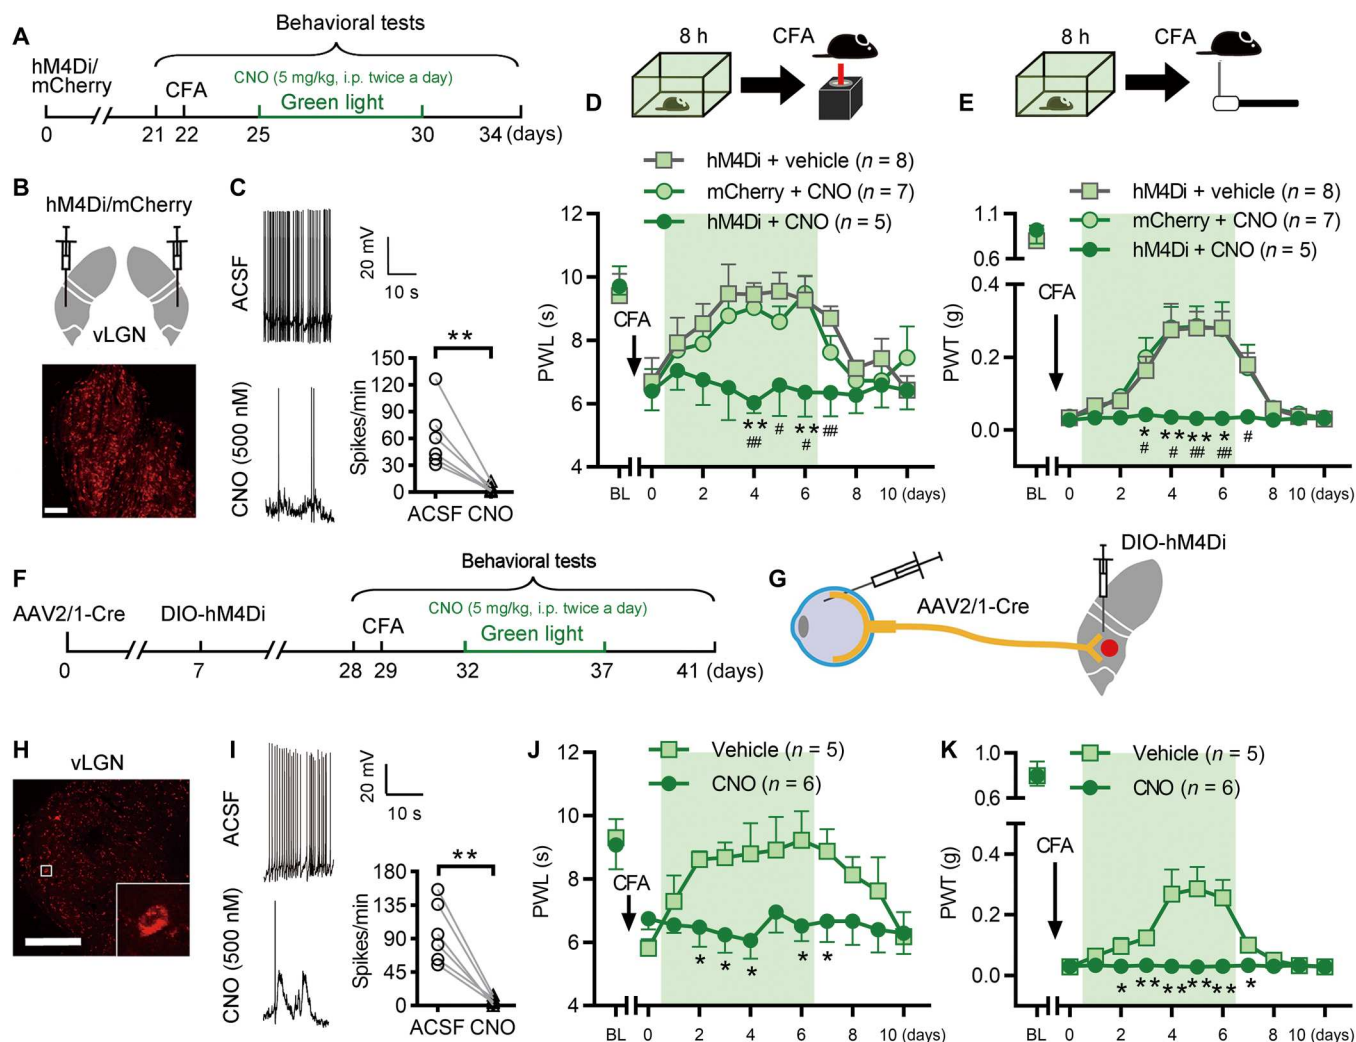 A
Behavioral tests
hM4Di/
mCherry
CFA
CNO (5 mg/kg, i.p. twice a day)
Green light
0
21
22
25
30
34 (days)
B
hM4Di/mCherry
vLGN
C
ACSF
20 mV
10 s
CNO (500 nM)
**
Spikes/min
150
120
90
60
30
0
ACSF
CNO
D
8 h
CFA
hM4Di + vehicle (n = 8)
mCherry + CNO (n = 7)
hM4Di + CNO (n = 5)
PWL (s)
12
10
8
6
4
CFA
** # ** ##
## #
BL 0 2 4 6 8 10 (days)
E
8 h
CFA
hM4Di + vehicle (n = 8)
mCherry + CNO (n = 7)
hM4Di + CNO (n = 5)
PWT (g)
1.1
0.6
0.4
0.2
0.0
CFA
* ** ** * #
# # ## ##
BL 0 2 4 6 8 10 (days)
F
Behavioral tests
AAV2/1-Cre
DIO-hM4Di
CFA
CNO (5 mg/kg, i.p. twice a day)
Green light
0
7
28
29
32
37
41 (days)
G
AAV2/1-Cre
DIO-hM4Di
H
vLGN
I
ACSF
20 mV
10 s
CNO (500 nM)
**
Spikes/min
180
135
90
45
0
ACSF
CNO
J
Vehicle (n = 5)
CNO (n = 6)
PWL (s)
12
10
8
6
4
CFA
* * * * *
BL 0 2 4 6 8 10 (days)
K
Vehicle (n = 5)
CNO (n = 6)
PWT (g)
1.0
0.6
0.4
0.2
0.0
CFA
* ** ** ** ** *
BL 0 2 4 6 8 10 (days)